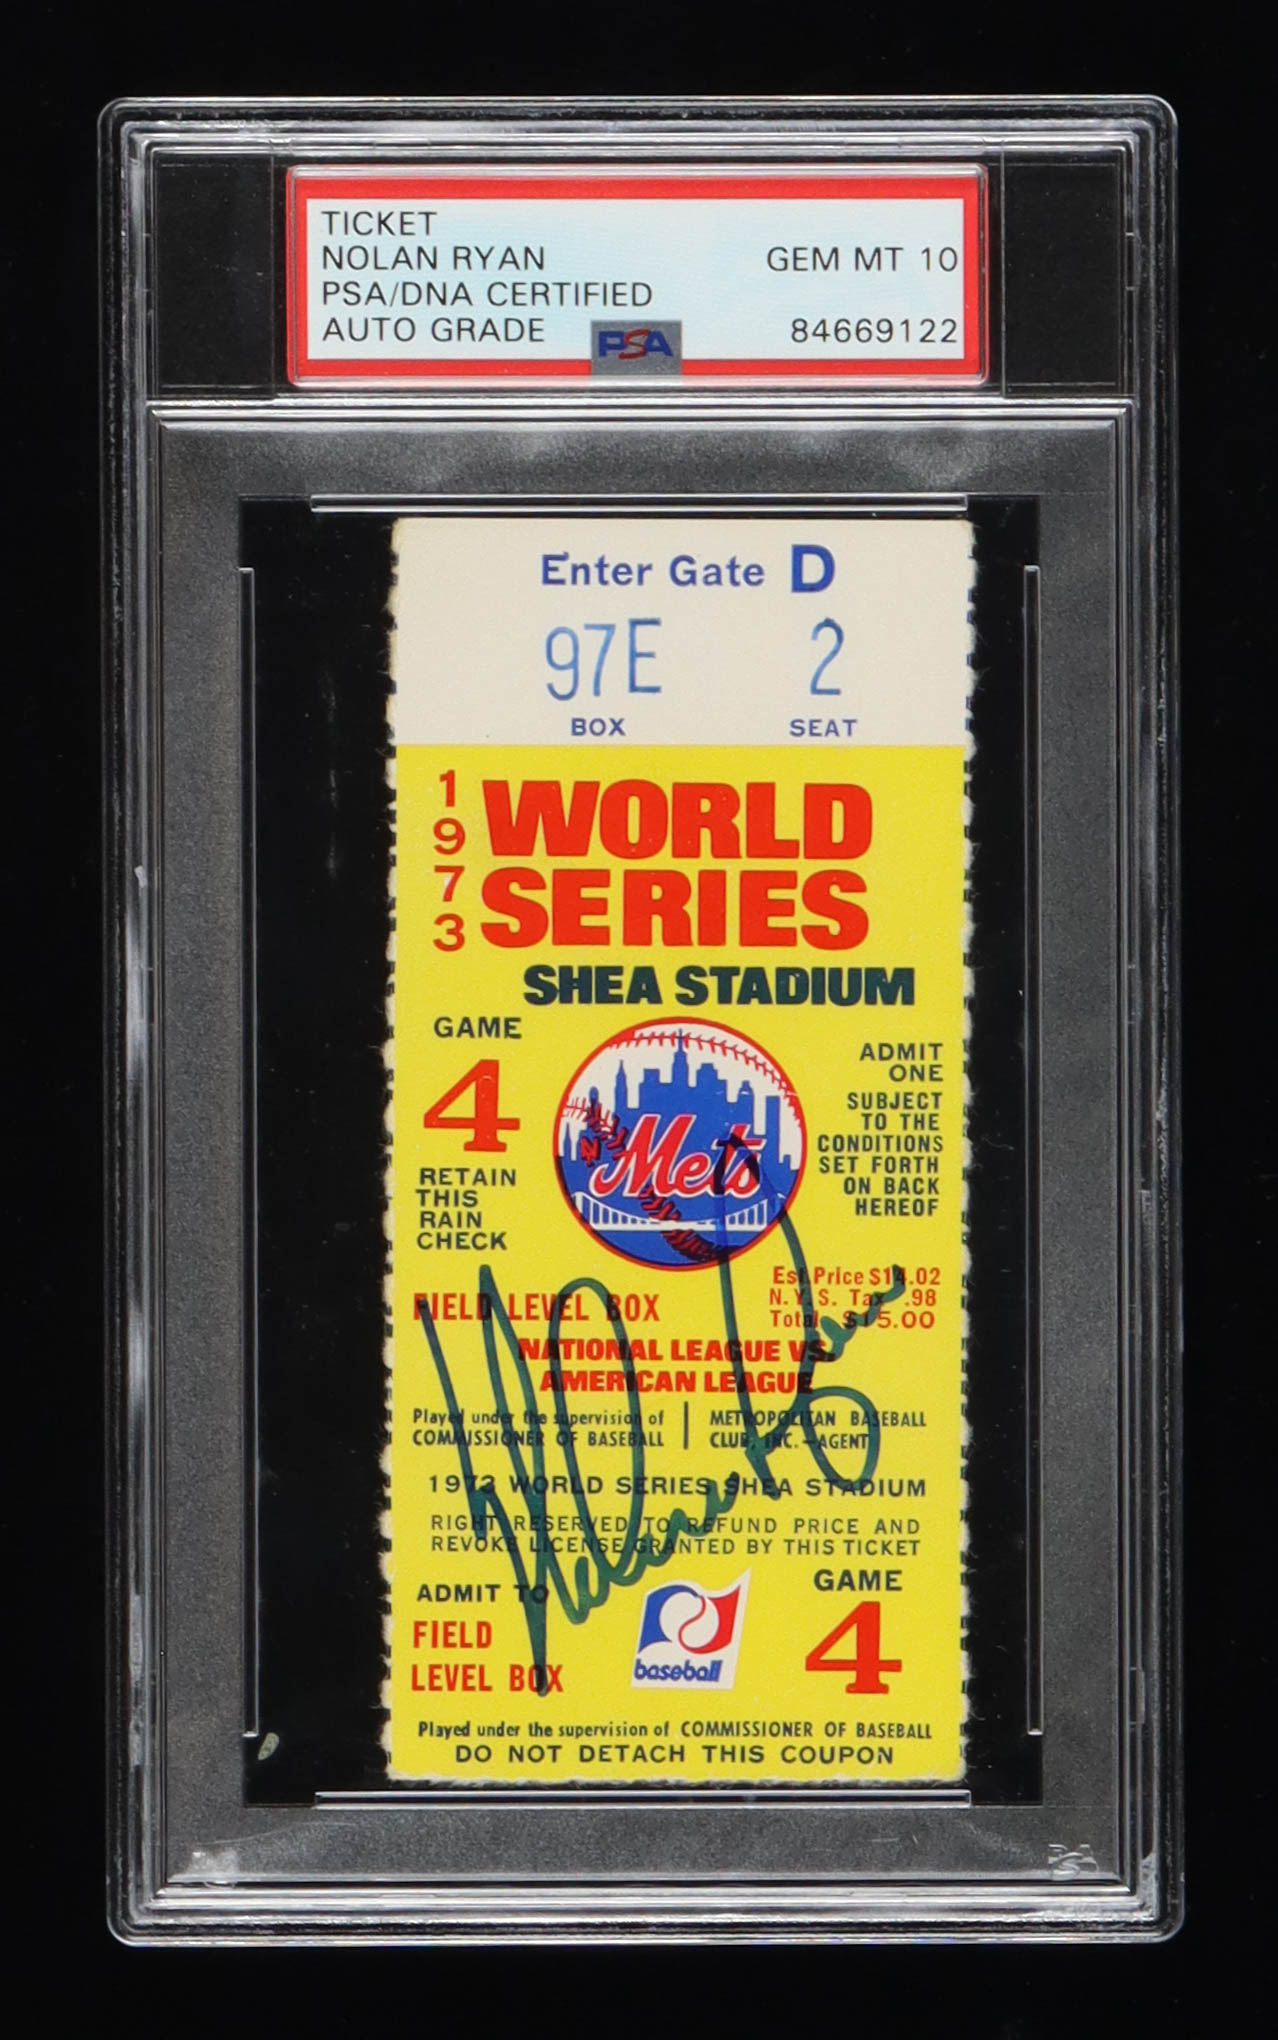 TICKET
NOLAN RYAN GEM MT 10
PSA/DNA CERTIFIED
AUTO GRADE 84669122
PSA
Enter Gate D
97E 2
BOX SEAT
1973 WORLD
SERIES
SHEA STADIUM
GAME
4
RETAIN
THIS
RAIN
CHECK
Mets
NY
ADMIT
ONE
SUBJECT
TO THE
CONDITIONS
SET FORTH
ON BACK
HEREOF
Est. Price $14.02
N.Y.S. Tax .98
Total $15.00
FIELD LEVEL BOX
NATIONAL LEAGUE VS.
AMERICAN LEAGUE
Played under the supervision of
COMMISSIONER OF BASEBALL
METROPOLITAN BASEBALL
CLUB, INC.-AGENT
1973 WORLD SERIES SHEA STADIUM
RIGHT RESERVED TO REFUND PRICE AND
REVOKE LICENSE GRANTED BY THIS TICKET
Nolan Ryan
ADMIT TO
FIELD
LEVEL BOX
baseball
GAME
4
Played under the supervision of COMMISSIONER OF BASEBALL
DO NOT DETACH THIS COUPON
PSA